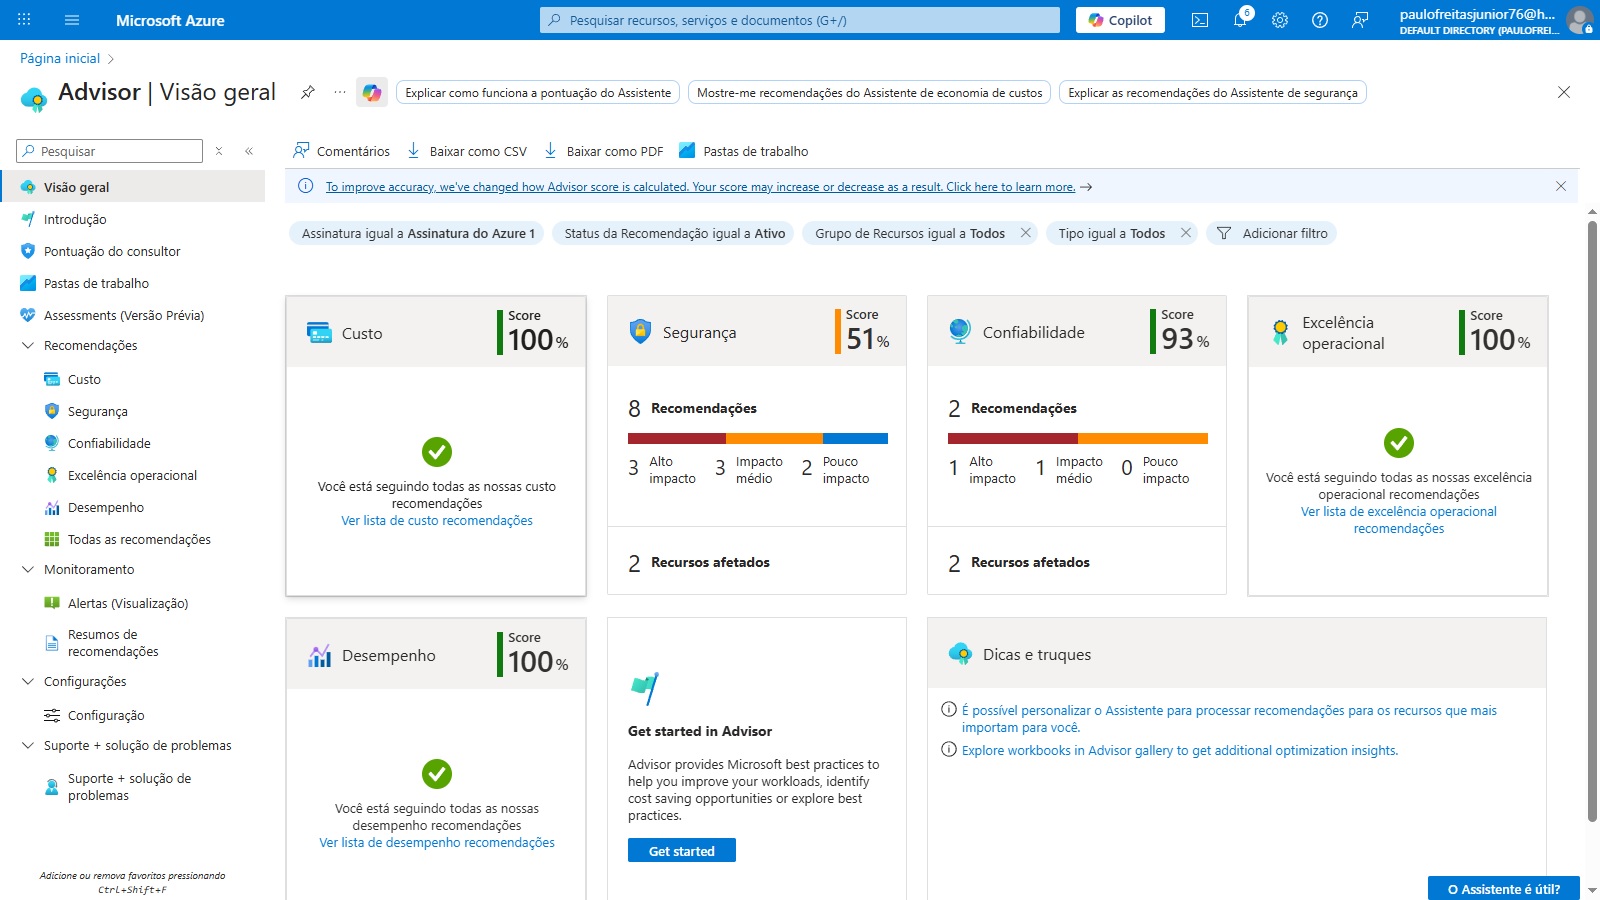 Microsoft Azure
Pesquisar recursos, serviços e documentos (G+/)
Copilot
6
paulofreitasjunior76@h...
DEFAULT DIRECTORY (PAULOFREI...
Página inicial
Advisor | Visão geral
Explicar como funciona a pontuação do Assistente
Mostre-me recomendações do Assistente de economia de custos
Explicar as recomendações do Assistente de segurança
Pesquisar
Visão geral
Introdução
Pontuação do consultor
Pastas de trabalho
Assessments (Versão Prévia)
Recomendações
Custo
Segurança
Confiabilidade
Excelência operacional
Desempenho
Todas as recomendações
Monitoramento
Alertas (Visualização)
Resumos de
recomendações
Configurações
Configuração
Suporte + solução de problemas
Suporte + solução de
problemas
Adicione ou remova favoritos pressionando
Ctrl+Shift+F
Comentários
Baixar como CSV
Baixar como PDF
Pastas de trabalho
To improve accuracy, we've changed how Advisor score is calculated. Your score may increase or decrease as a result. Click here to learn more.
Assinatura igual a Assinatura do Azure 1
Status da Recomendação igual a Ativo
Grupo de Recursos igual a Todos
Tipo igual a Todos
Adicionar filtro
Custo
Score
100%
Você está seguindo todas as nossas custo
recomendações
Ver lista de custo recomendações
Segurança
Score
51%
8 Recomendações
3 Alto
impacto
3 Impacto
médio
2 Pouco
impacto
2 Recursos afetados
Confiabilidade
Score
93%
2 Recomendações
1 Alto
impacto
1 Impacto
médio
0 Pouco
impacto
2 Recursos afetados
Excelência
operacional
Score
100%
Você está seguindo todas as nossas excelência
operacional recomendações
Ver lista de excelência operacional
recomendações
Desempenho
Score
100%
Você está seguindo todas as nossas
desempenho recomendações
Ver lista de desempenho recomendações
Get started in Advisor
Advisor provides Microsoft best practices to
help you improve your workloads, identify
cost saving opportunities or explore best
practices.
Get started
Dicas e truques
É possível personalizar o Assistente para processar recomendações para os recursos que mais
importam para você.
Explore workbooks in Advisor gallery to get additional optimization insights.
O Assistente é útil?